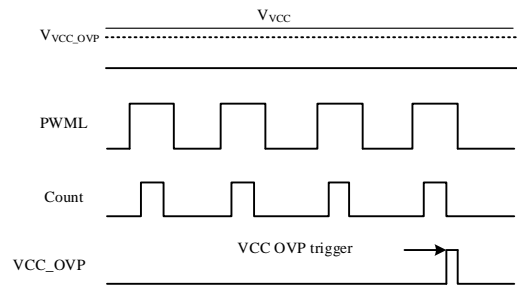 VVCC
VVCC_OVP
PWML
Count
VCC OVP trigger
VCC_OVP